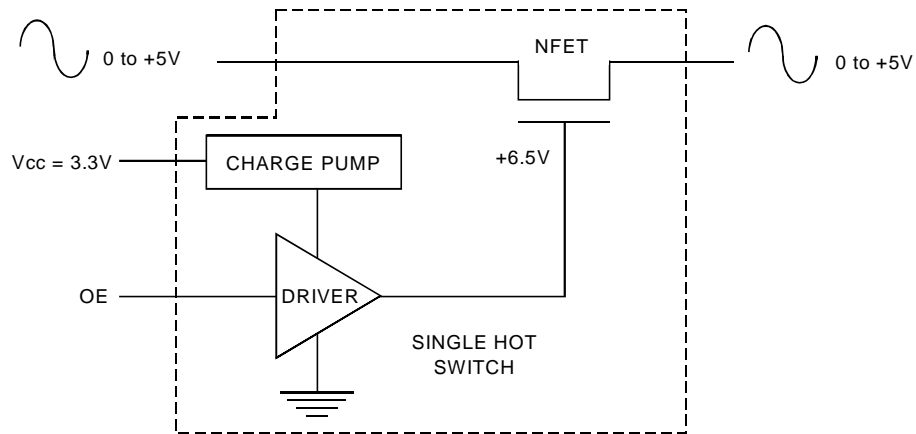 NFET
0 to +5V
0 to +5V
Vcc = 3.3V
CHARGE PUMP
+6.5V
OE
DRIVER
SINGLE HOT
SWITCH